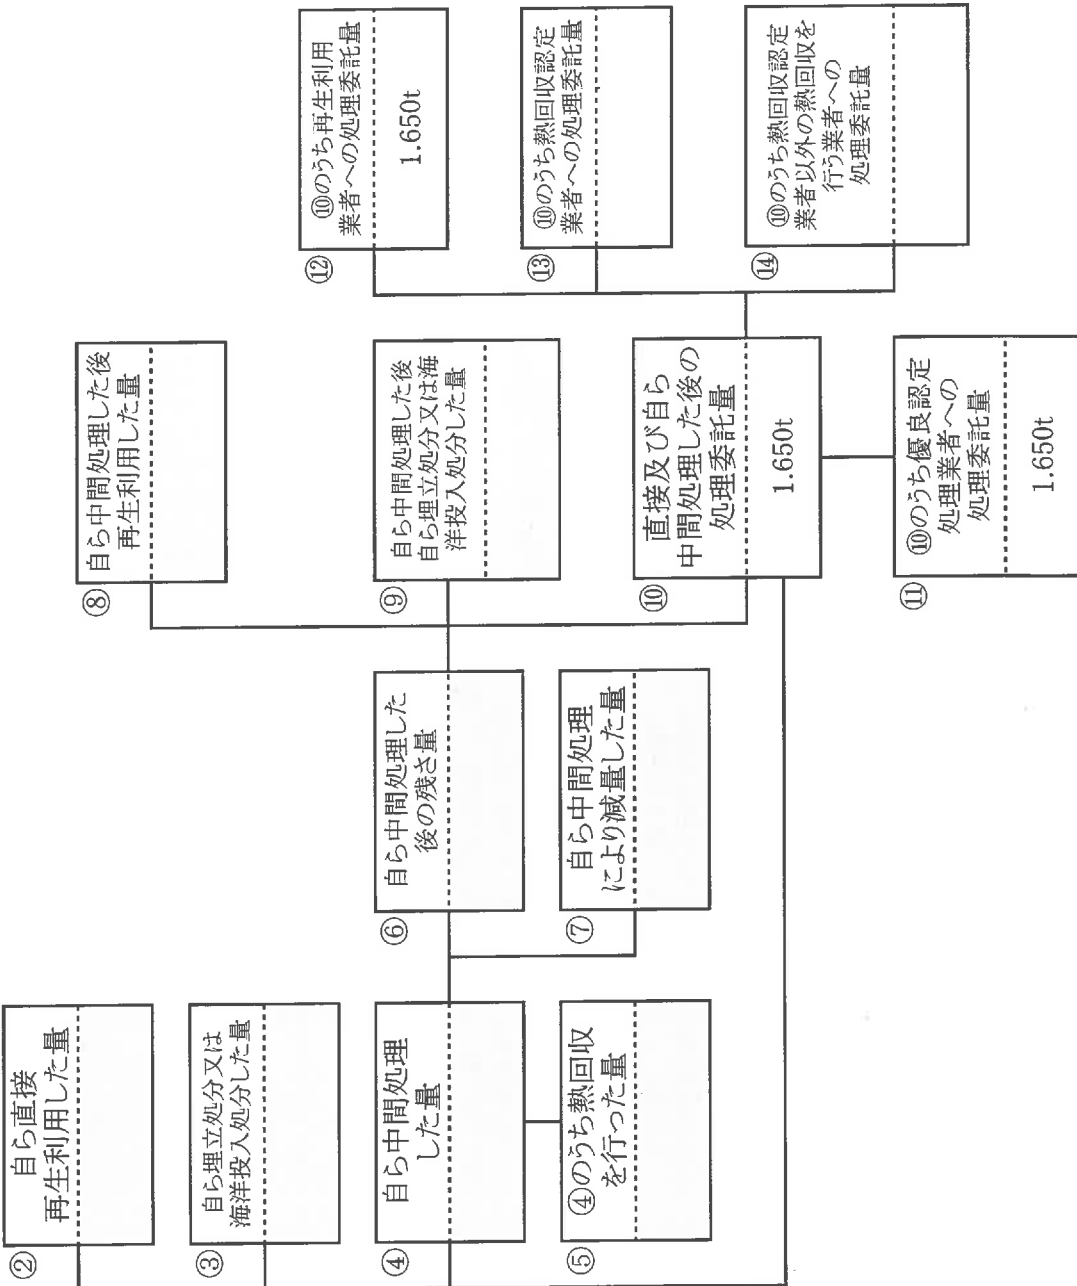 ②
自ら直接
再生利用した量
③
自ら埋立処分又は
海洋投入処分した量
④
自ら中間処理
した量
⑤
④のうち熱回収
を行った量
⑥
自ら中間処理した
後の残さ量
⑦
自ら中間処理
により減量した量
⑧
自ら中間処理した後
再生利用した量
⑨
自ら中間処理した後
自ら埋立処分又は海
洋投入処分した量
⑩
直接及び自ら
中間処理した後の
処理委託量
1.650t
⑪
⑩のうち優良認定
処理業者への
処理委託量
1.650t
⑫
⑩のうち再生利用
業者への処理委託量
1.650t
⑬
⑩のうち熱回収認定
業者への処理委託量
⑭
⑩のうち熱回収認定
業者以外の熱回収を
行う業者への
処理委託量